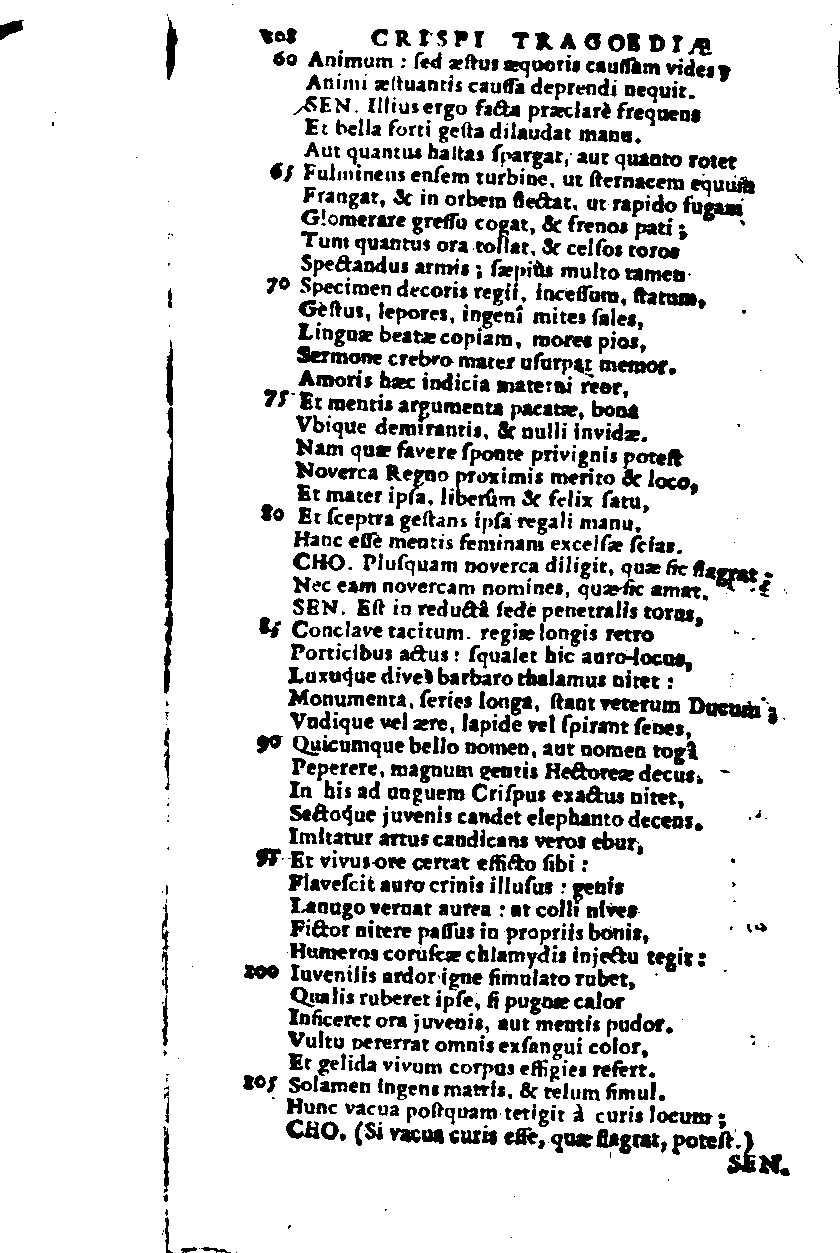 208 CRISPI TRAGOEDIÆ
60 Animum : ſed æſtus æquoris cauſſam vides ;
Animi æſtuantis cauſſa deprendi nequit.
SEN. Illius ergo facta præclarè frequens
Et bella forti geſta dilaudat manu.
Aut quantus haſtas ſpargat, aut quanto rotet
65 Fulmineus enſem turbine, ut ſternacem equum
Frangat, & in orbem flectat, ut rapido fugam
Glomerare greſſu cogat, & frenos pati ;
Tum quantus ora tollat, & celſos toros
Spectandus armis ; ſæpiùs multo tamen
70 Specimen decoris regii, inceſſum, ſtatum,
Geſtus, lepores, ingenî mites ſales,
Linguæ beatæ copiam, mores pios,
Sermone crebro mater uſurpat memor.
Amoris hæc indicia materni reor,
75 Et mentis argumenta pacatæ, bona
Vbique demirantis, & nulli invidæ.
Nam quæ favere ſponte privignis poteſt
Noverca Regno proximis merito & loco,
Et mater ipſa, liberûm & felix ſatu,
80 Et ſceptra geſtans ipſa regali manu,
Hanc eſſe mentis feminam excelſæ ſcias.
CHO. Pluſquam noverca diligit, quæ ſic flagrat :
Nec eam novercam nomines, quæ ſic amat.
SEN. Eſt in reductâ ſede penetralis torus,
85 Conclave tacitum. regiæ longis retro
Porticibus actus : ſqualet hic auro locus,
Luxuque dives barbaro thalamus nitet :
Monumenta, ſeries longa, ſtant veterum Ducum ;
Vndique vel ære, lapide vel ſpirant ſenes,
90 Quicumque bello nomen, aut nomen togâ
Peperere, magnum gentis Hectoreæ decus.
In his ad unguem Criſpus exactus nitet,
Sectoque juvenis candet elephanto decens.
Imitatur artus candicans veros ebur,
95 Et vivus ore certat efficto ſibi :
Flaveſcit auro crinis illuſus : genis
Lanugo vernat aurea : at colli nives
Fictor nitere paſſus in propriis bonis,
Humeros coruſcæ chlamydis injectu tegit :
100 Iuvenilis ardor igne ſimulato rubet,
Qualis ruberet ipſe, ſi pugnæ calor
Inficeret ora juvenis, aut mentis pudor.
Vultu pererrat omnis exſangui color,
Et gelida vivum corpus effigies refert.
105 Solamen ingens matris, & telum ſimul.
Hunc vacua poſtquam tetigit à curis locum ;
CHO. (Si vacua curis eſſe, quæ flagrat, poteſt.)
SEN.